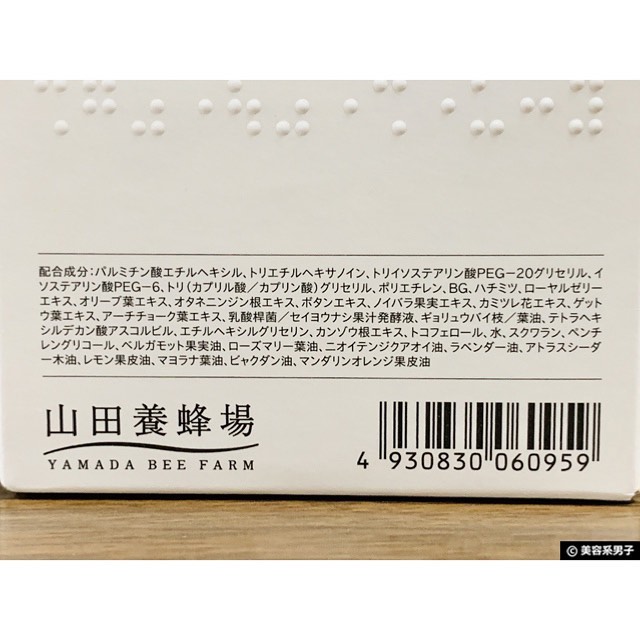 配合成分：パルミチン酸エチルヘキシル、トリエチルヘキサノイン、トリイソステアリン酸PEG-20グリセリル、イ
ソステアリン酸PEG-6、トリ(カプリル酸／カプリン酸)グリセリル、ポリエチレン、BG、ハチミツ、ローヤルゼリー
エキス、オリーブ葉エキス、オタネニンジン根エキス、ボタンエキス、ノイバラ果実エキス、カミツレ花エキス、ゲット
ウ葉エキス、アーチチョーク葉エキス、乳酸桿菌／セイヨウナシ果汁発酵液、ギョリュウバイ枝／葉油、テトラヘキ
シルデカン酸アスコルビル、エチルヘキシルグリセリン、カンゾウ根エキス、トコフェロール、水、スクワラン、ペンチ
レングリコール、ベルガモット果実油、ローズマリー葉油、ニオイテンジクアオイ油、ラベンダー油、アトラスシーダ
ー木油、レモン果皮油、マヨラナ葉油、ビャクダン油、マンダリンオレンジ果皮油
山田養蜂場
YAMADA BEE FARM
4 930830 060959
© 美容系男子